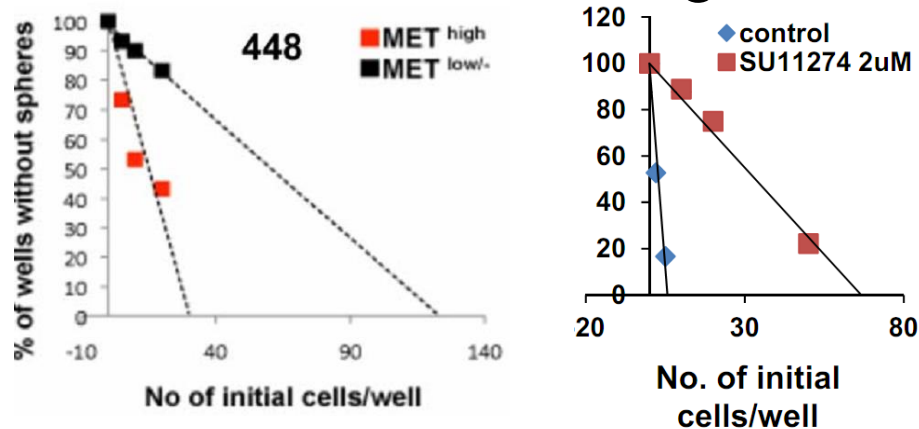 % of wells without spheres
100
90
80
70
60
50
40
30
20
10
0
448
MET high
MET low/-
-10 40 90 140
No of initial cells/well
120
100
80
60
40
20
0
control
SU11274 2uM
20 30 80
No. of initial
cells/well